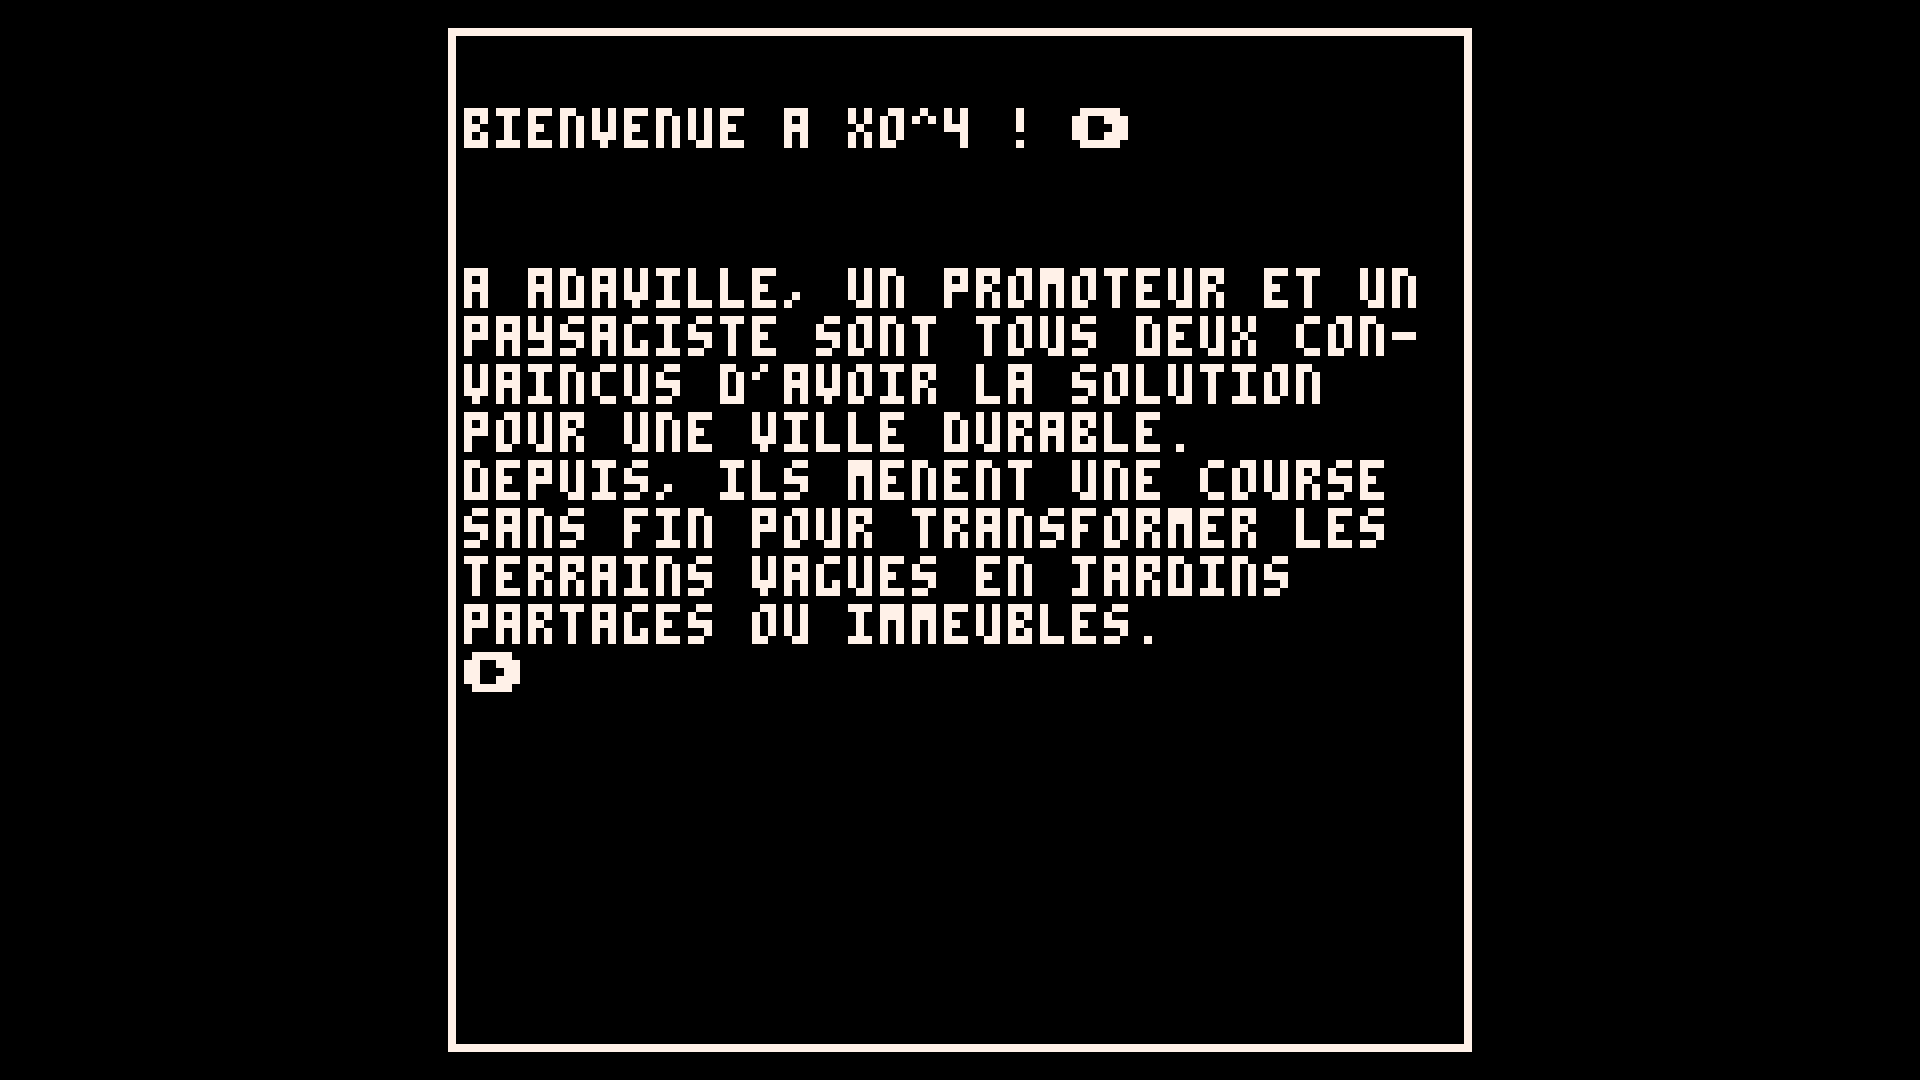 BIENVENUE A XO^4 ! ➡️
A ADAVILLE, UN PROMOTEUR ET UN
PAYSAGISTE SONT TOUS DEUX CON-
VAINCUS D'AVOIR LA SOLUTION
POUR UNE VILLE DURABLE.
DEPUIS, ILS MENENT UNE COURSE
SANS FIN POUR TRANSFORMER LES
TERRAINS VAGUES EN JARDINS
PARTAGES OU IMMEUBLES.
➡️